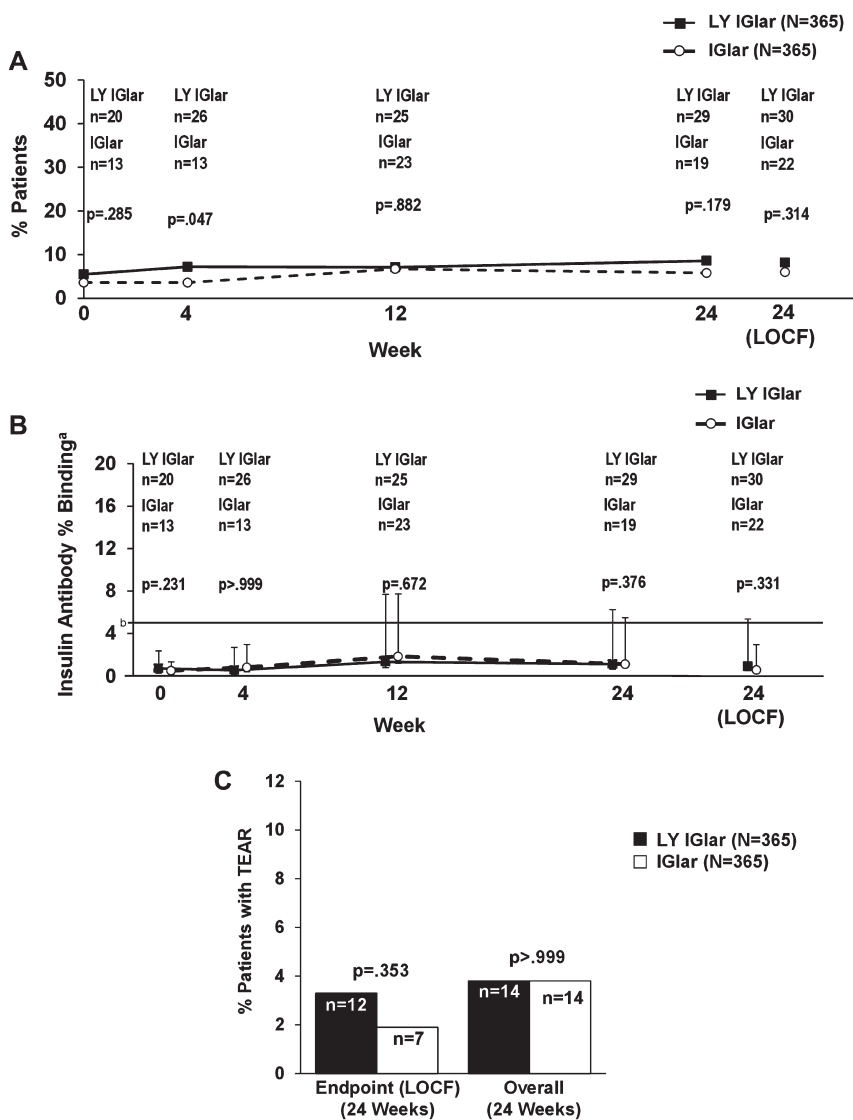 LY IGlar (N=365)
IGlar (N=365)
A
50
40
30
20
10
0
% Patients
LY IGlar
n=20
IGlar
n=13
p=.285
LY IGlar
n=26
IGlar
n=13
p=.047
LY IGlar
n=25
IGlar
n=23
p=.882
LY IGlar
n=29
IGlar
n=19
p=.179
LY IGlar
n=30
IGlar
n=22
p=.314
0
4
12
24
24
(LOCF)
Week
LY IGlar
IGlar
B
20
16
12
8
b
4
0
Insulin Antibody % Bindingᵃ
LY IGlar
n=20
IGlar
n=13
p=.231
LY IGlar
n=26
IGlar
n=13
p>.999
LY IGlar
n=25
IGlar
n=23
p=.672
LY IGlar
n=29
IGlar
n=19
p=.376
LY IGlar
n=30
IGlar
n=22
p=.331
0
4
12
24
24
(LOCF)
Week
C
12
10
8
6
4
2
0
% Patients with TEAR
LY IGlar (N=365)
IGlar (N=365)
p=.353
n=12
n=7
p>.999
n=14
n=14
Endpoint (LOCF)
(24 Weeks)
Overall
(24 Weeks)